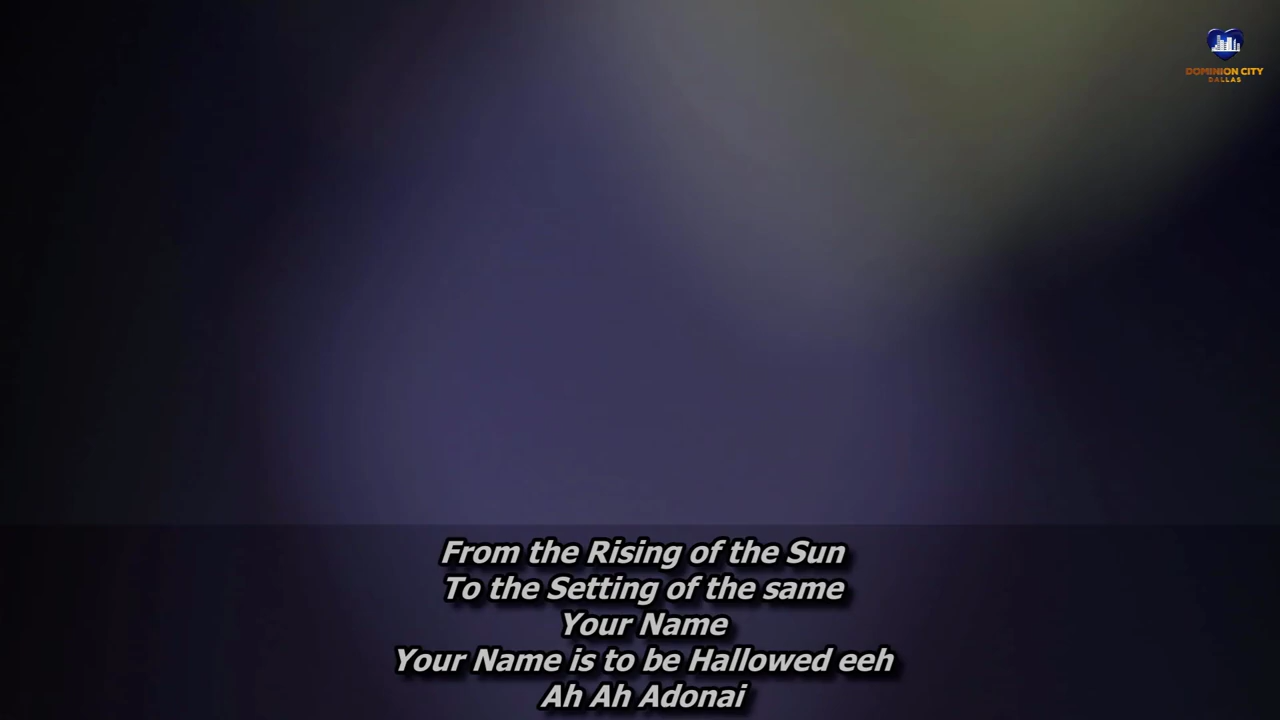 DOMINION CITY
DALLAS
From the Rising of the Sun
To the Setting of the same
Your Name
Your Name is to be Hallowed eeh
Ah Ah Adonai